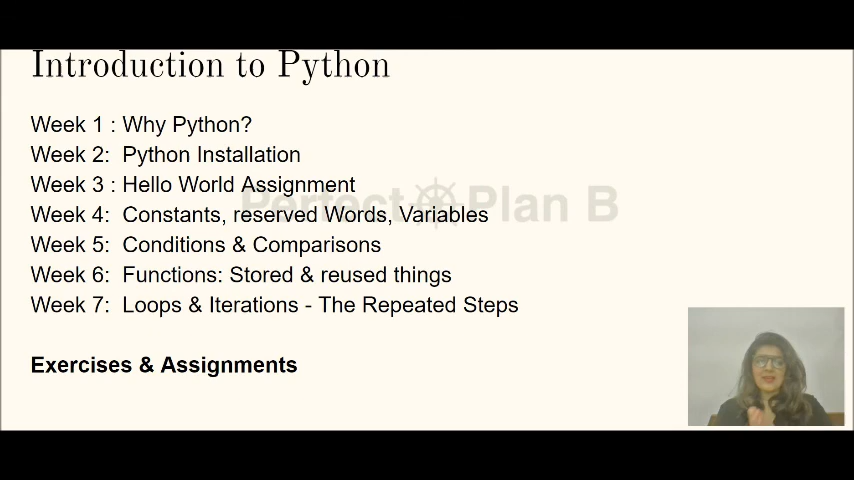 Introduction to Python
Week 1 : Why Python?
Week 2: Python Installation
Week 3 : Hello World Assignment
Perfect Plan B
Week 4: Constants, reserved Words, Variables
Week 5: Conditions & Comparisons
Week 6: Functions: Stored & reused things
Week 7: Loops & Iterations - The Repeated Steps
Exercises & Assignments